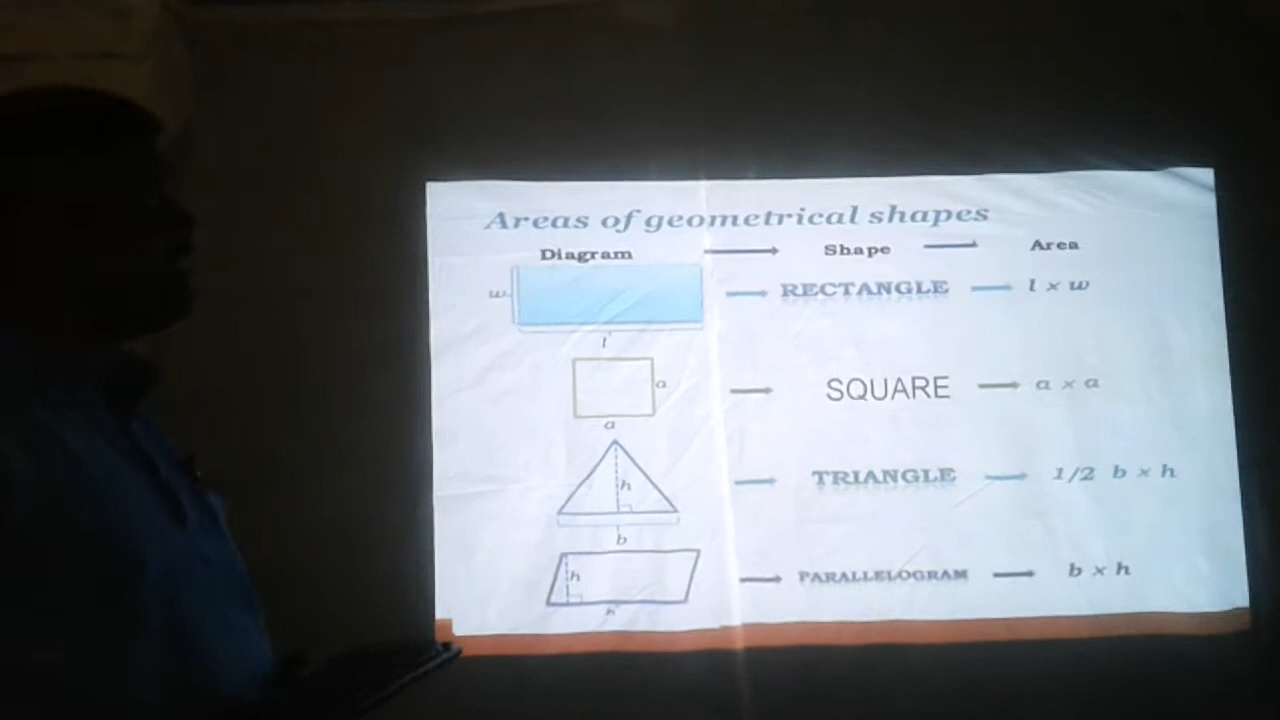 Areas of geometrical shapes
Diagram Shape Area
w RECTANGLE l x w
l
a SQUARE a x a
a
h TRIANGLE 1/2 b x h
b
h PARALLELOGRAM b x h